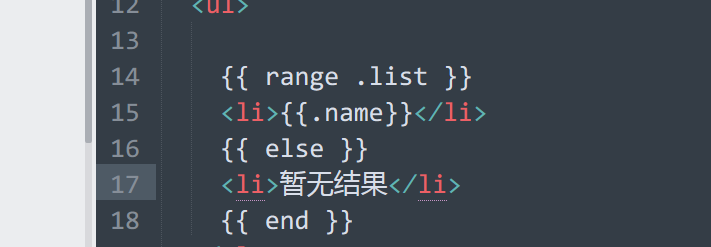 12 <ul>
13
14 {{ range .list }}
15 <li>{{.name}}</li>
16 {{ else }}
17 <li>暂无结果</li>
18 {{ end }}